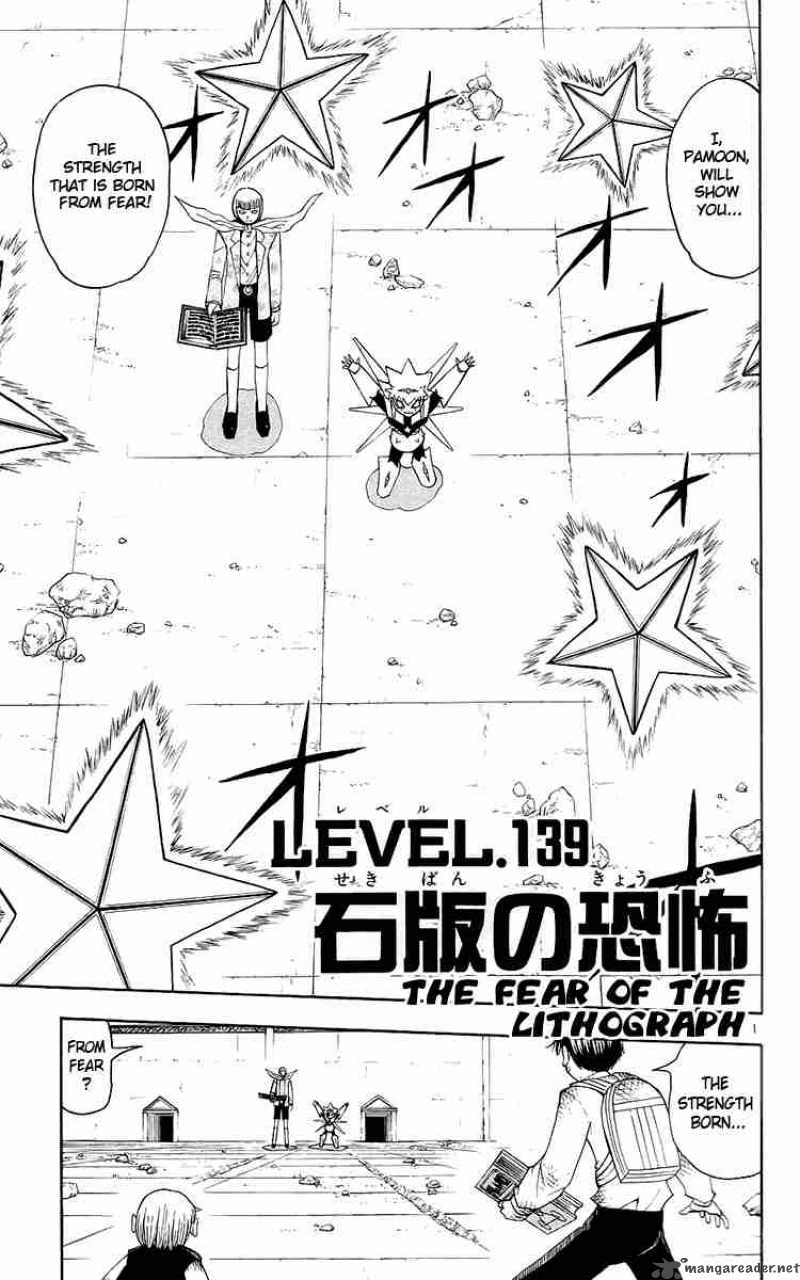 I,
PAMOON,
WILL
SHOW
YOU...
THE
STRENGTH
THAT IS BORN
FROM FEAR!
レベル
LEVEL.139
せきばん きょうふ
石版の恐怖
THE FEAR OF THE
LITHOGRAPH
1
THE
STRENGTH
BORN...
FROM
FEAR
?
mangareader.net